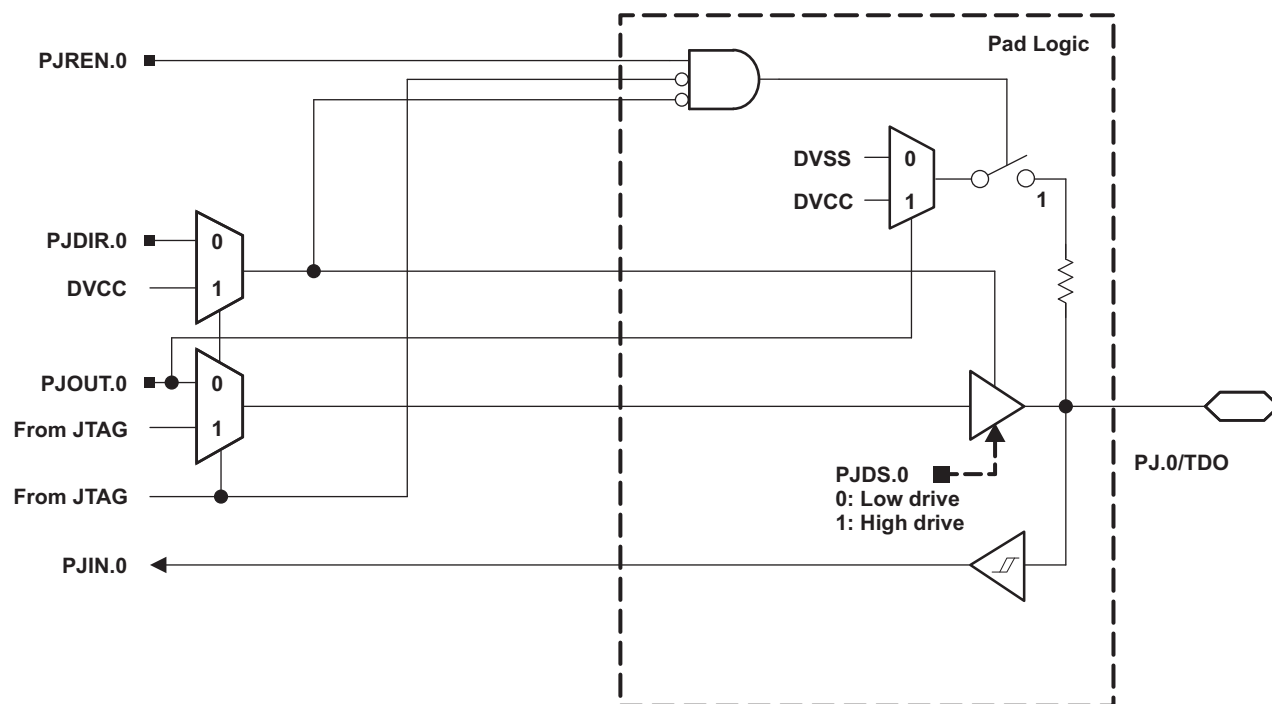 Pad Logic
PJREN.0
DVSS
0
DVCC
1
1
PJDIR.0
0
DVCC
1
PJOUT.0
0
From JTAG
1
From JTAG
PJDS.0
0: Low drive
1: High drive
PJ.0/TDO
PJIN.0